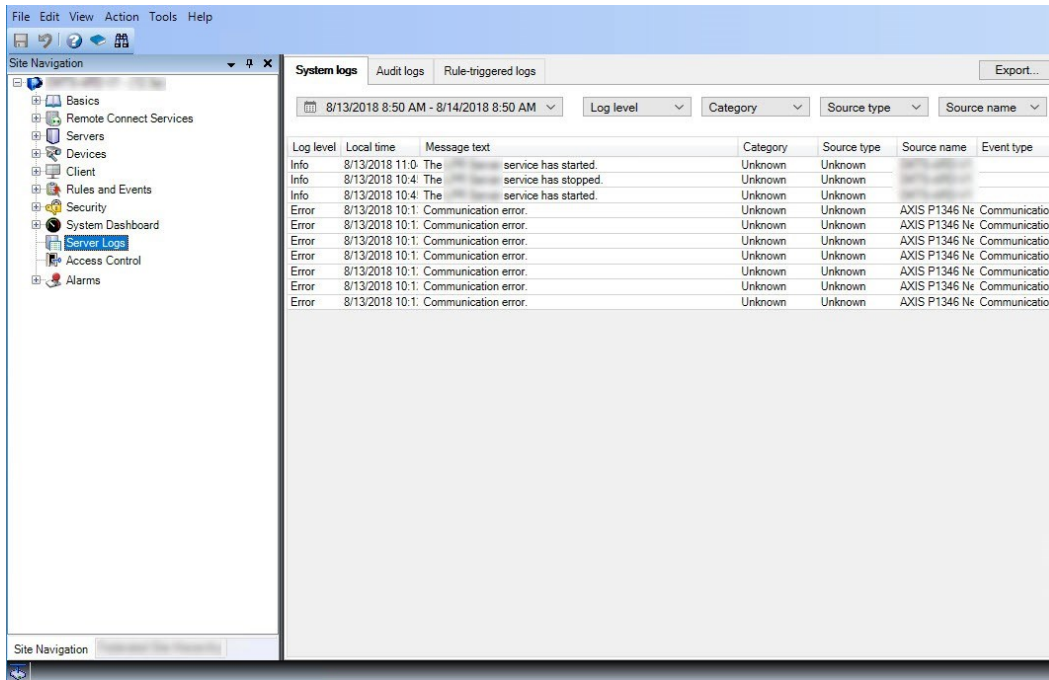 File Edit View Action Tools Help
Site Navigation
Basics
Remote Connect Services
Servers
Devices
Client
Rules and Events
Security
System Dashboard
Server Logs
Access Control
Alarms
Site Navigation
System logs Audit logs Rule-triggered logs Export...
8/13/2018 8:50 AM - 8/14/2018 8:50 AM Log level Category Source type Source name
Log level Local time Message text Category Source type Source name Event type
Info 8/13/2018 11:0 The service has started. Unknown Unknown
Info 8/13/2018 10:4 The service has stopped. Unknown Unknown
Info 8/13/2018 10:4 The service has started. Unknown Unknown
Error 8/13/2018 10:1 Communication error. Unknown Unknown AXIS P1346 Ne Communicatio
Error 8/13/2018 10:1 Communication error. Unknown Unknown AXIS P1346 Ne Communicatio
Error 8/13/2018 10:1 Communication error. Unknown Unknown AXIS P1346 Ne Communicatio
Error 8/13/2018 10:1 Communication error. Unknown Unknown AXIS P1346 Ne Communicatio
Error 8/13/2018 10:1 Communication error. Unknown Unknown AXIS P1346 Ne Communicatio
Error 8/13/2018 10:1 Communication error. Unknown Unknown AXIS P1346 Ne Communicatio
Error 8/13/2018 10:1 Communication error. Unknown Unknown AXIS P1346 Ne Communicatio